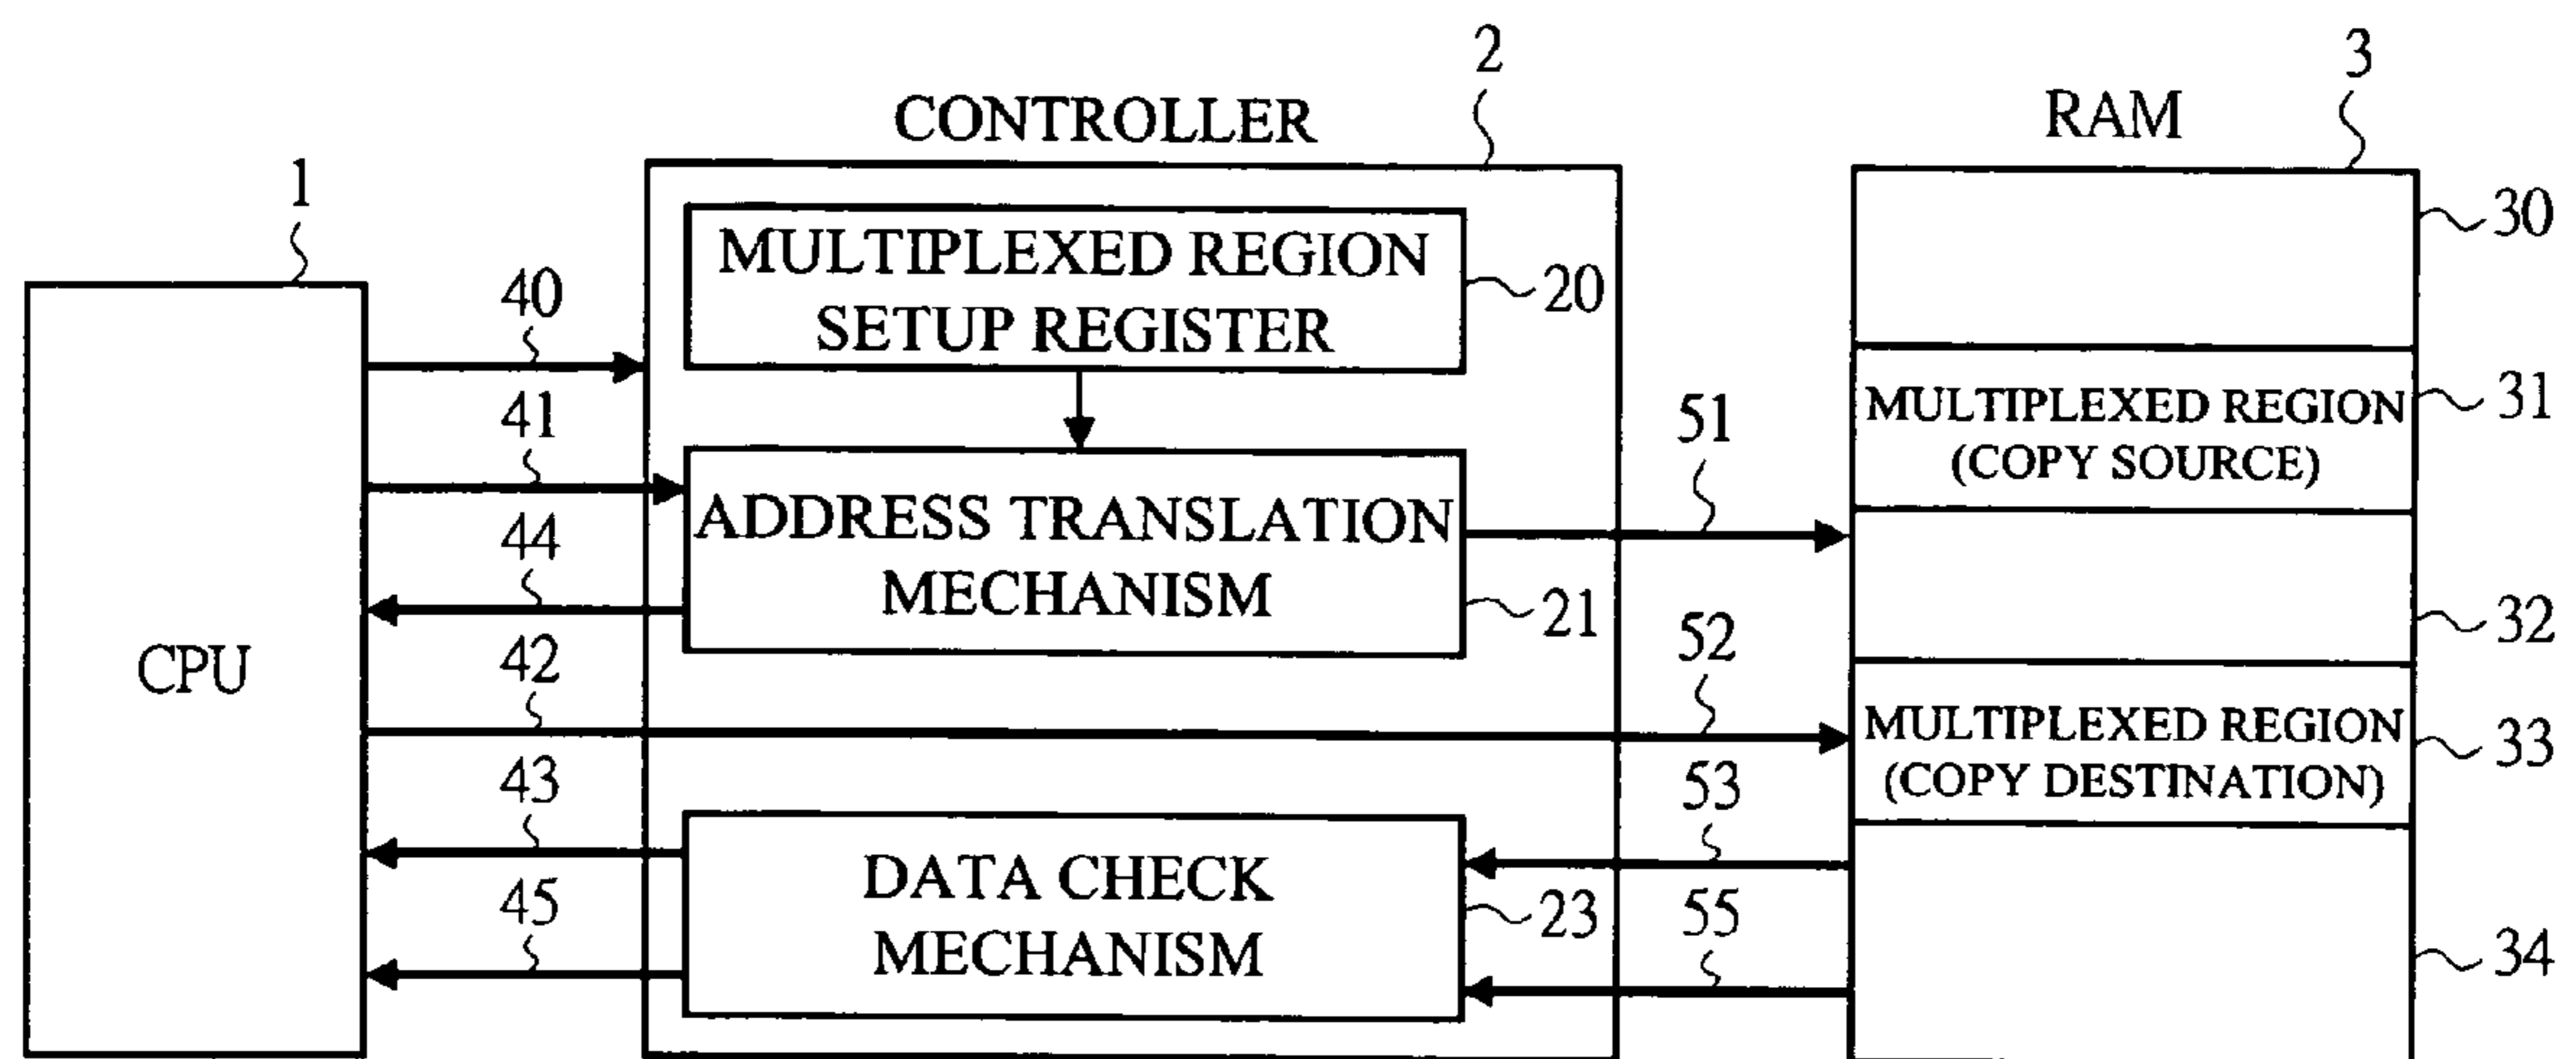 2
3
CONTROLLER
RAM
1
MULTIPLEXED REGION
SETUP REGISTER
20
30
40
41
MULTIPLEXED REGION
(COPY SOURCE)
31
51
ADDRESS TRANSLATION
MECHANISM
21
44
32
CPU
42
52
MULTIPLEXED REGION
(COPY DESTINATION)
33
43
53
DATA CHECK
MECHANISM
23
45
55
34